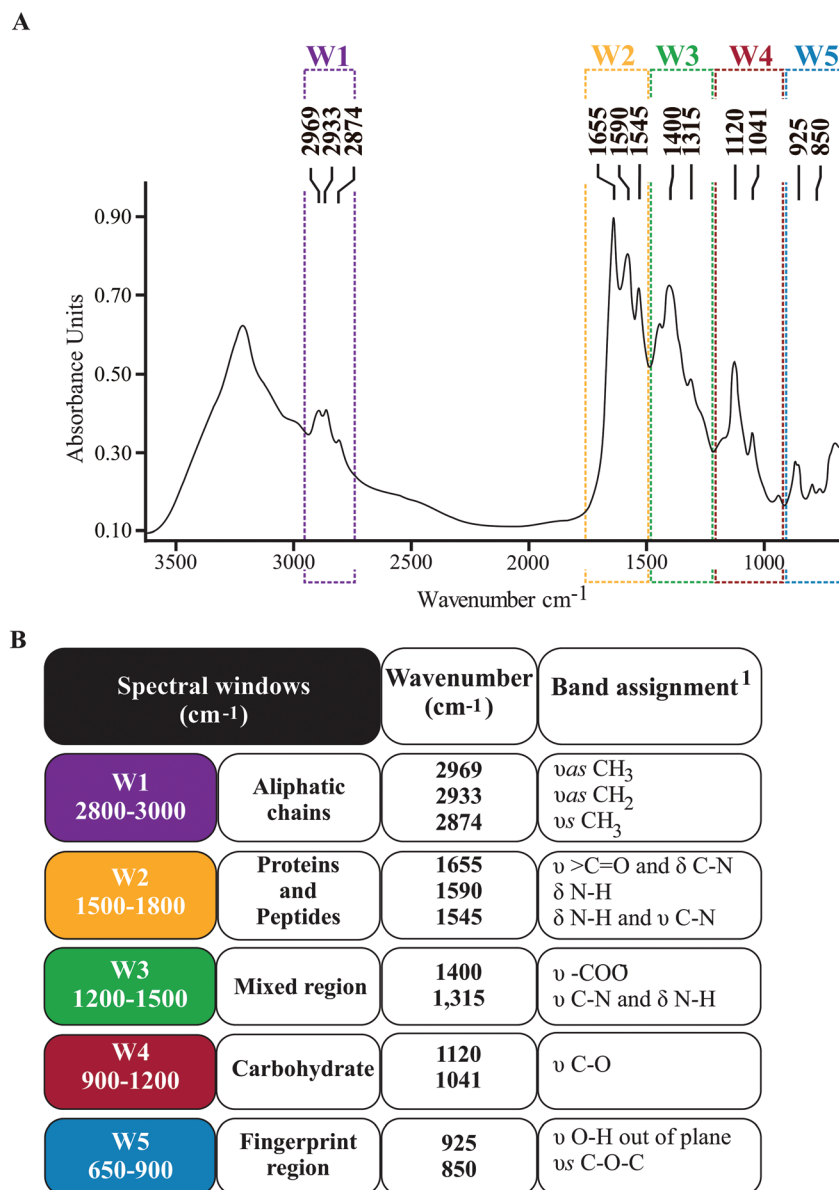 A
W1
W2
W3
W4
W5
2969
2933
2874
1655
1590
1545
1400
1315
1120
1041
925
850
0.90
0.70
0.50
0.30
0.10
Absorbance Units
3500
3000
2500
2000
1500
1000
Wavenumber cm-1
B
Spectral windows
(cm-1)
Wavenumber
(cm-1)
Band assignment1
W1
2800-3000
Aliphatic
chains
2969
2933
2874
υas CH3
υas CH2
υs CH3
W2
1500-1800
Proteins
and
Peptides
1655
1590
1545
υ >C=O and δ C-N
δ N-H
δ N-H and υ C-N
W3
1200-1500
Mixed region
1400
1,315
υ -COO-
υ C-N and δ N-H
W4
900-1200
Carbohydrate
1120
1041
υ C-O
W5
650-900
Fingerprint
region
925
850
υ O-H out of plane
υs C-O-C